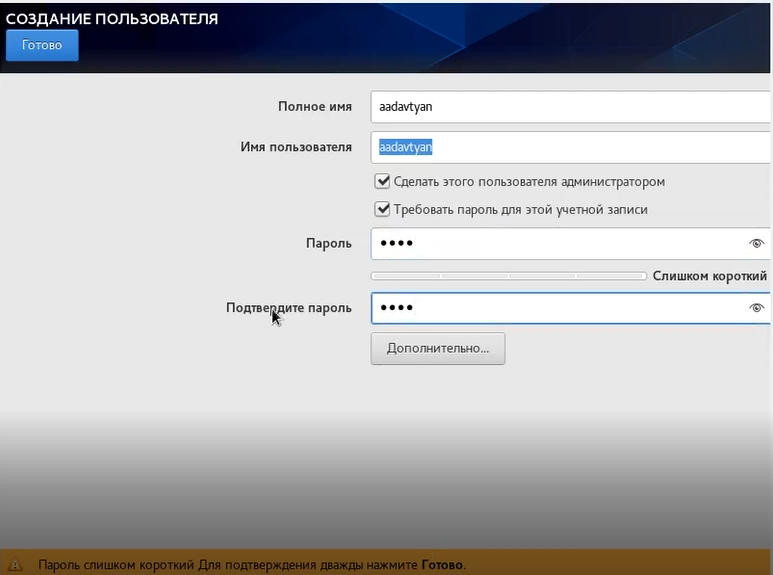 СОЗДАНИЕ ПОЛЬЗОВАТЕЛЯ
Готово
Полное имя aadavtyan
Имя пользователя aadavtyan
Сделать этого пользователя администратором
Требовать пароль для этой учетной записи
Пароль ••••
Слишком короткий
Подтвердите пароль ••••
Дополнительно...
Пароль слишком короткий Для подтверждения дважды нажмите Готово.